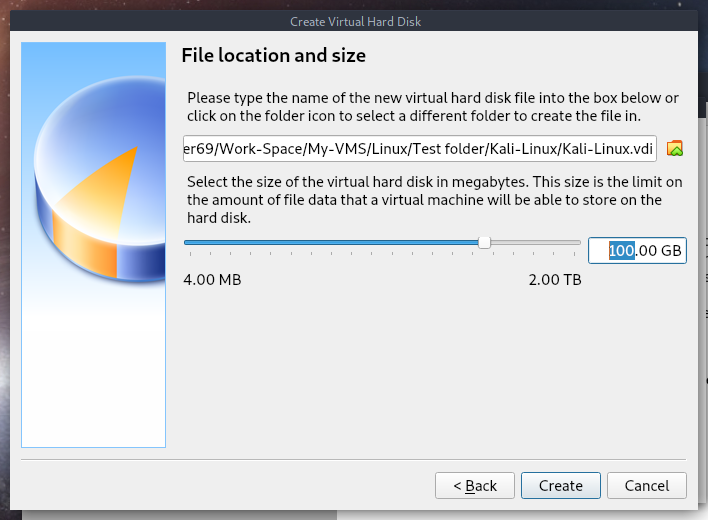 Create Virtual Hard Disk
File location and size
Please type the name of the new virtual hard disk file into the box below or
click on the folder icon to select a different folder to create the file in.
er69/Work-Space/My-VMS/Linux/Test folder/Kali-Linux/Kali-Linux.vdi
Select the size of the virtual hard disk in megabytes. This size is the limit on
the amount of file data that a virtual machine will be able to store on the
hard disk.
100.00 GB
4.00 MB
2.00 TB
< Back
Create
Cancel